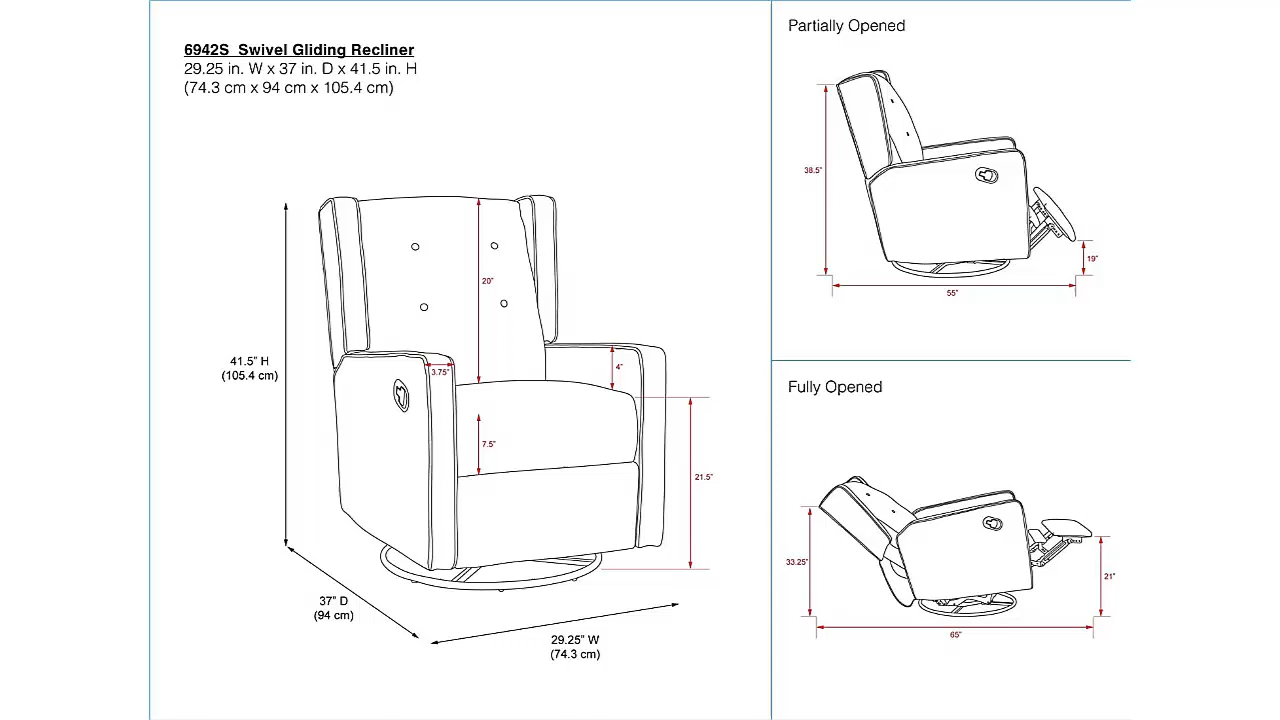 6942S  Swivel Gliding Recliner
29.25 in. W x 37 in. D x 41.5 in. H
(74.3 cm x 94 cm x 105.4 cm)
41.5" H
(105.4 cm)
20"
3.75"
4"
7.5"
21.5"
37" D
(94 cm)
29.25" W
(74.3 cm)
Partially Opened
38.5"
19"
55"
Fully Opened
33.25"
21"
65"